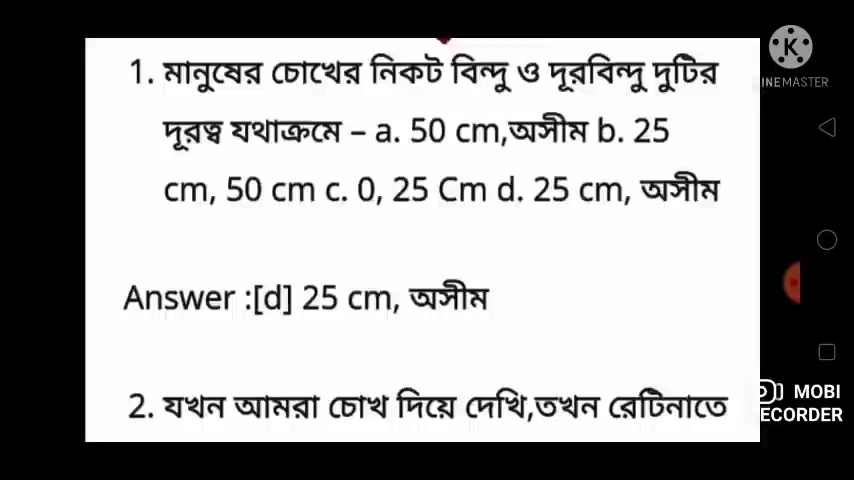 1. মানুষের চোখের নিকট বিন্দু ও দূরবিন্দু দুটির
দূরত্ব যথাক্রমে – a. 50 cm,অসীম b. 25
cm, 50 cm c. 0, 25 Cm d. 25 cm, অসীম
Answer :[d] 25 cm, অসীম
2. যখন আমরা চোখ দিয়ে দেখি,তখন রেটিনাতে
K
INEMASTER
MOBI
ECORDER